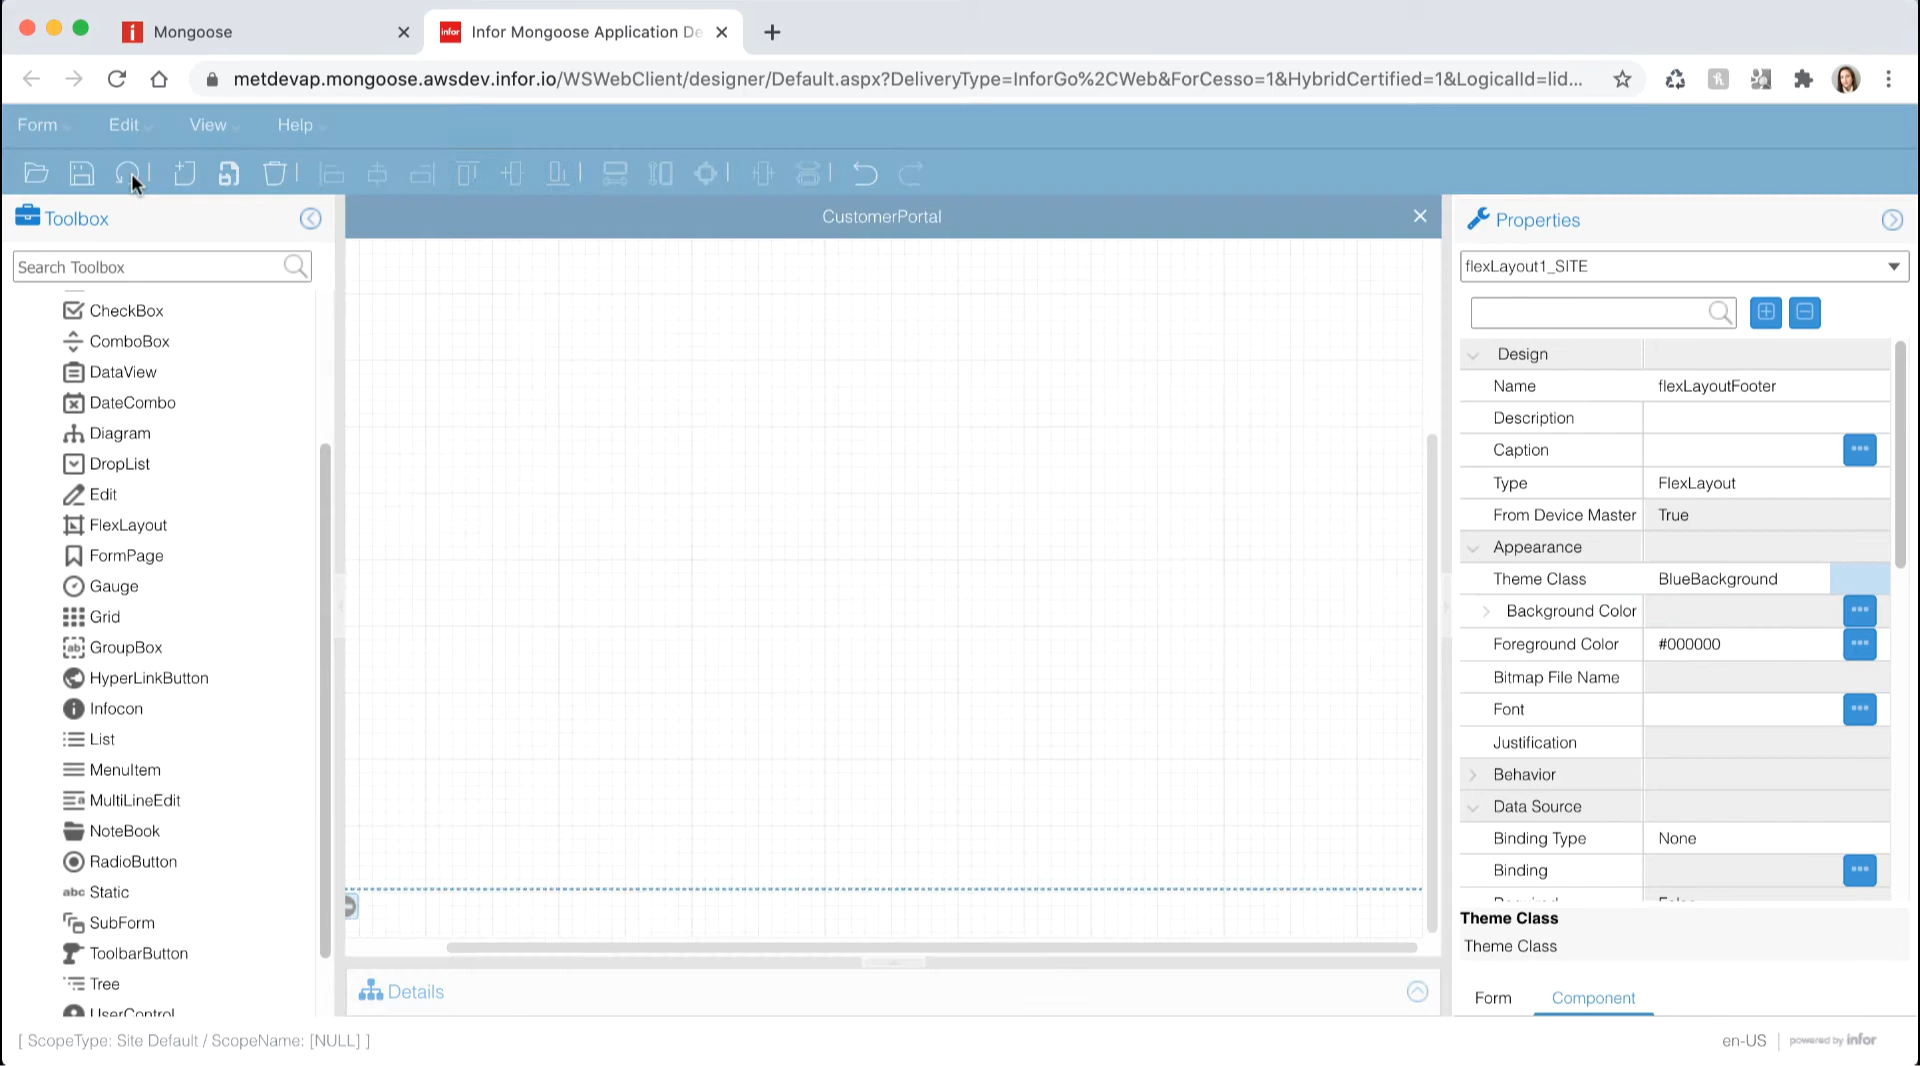 Mongoose
infor
Infor Mongoose Application De
metdevap.mongoose.awsdev.infor.io/WSWebClient/designer/Default.aspx?DeliveryType=InforGo%2CWeb&ForCesso=1&HybridCertified=1&LogicalId=lid...
Form
Edit
View
Help
Toolbox
Search Toolbox
CheckBox
ComboBox
DataView
DateCombo
Diagram
DropList
Edit
FlexLayout
FormPage
Gauge
Grid
GroupBox
HyperLinkButton
Infocon
List
MenuItem
MultiLineEdit
NoteBook
RadioButton
abc Static
SubForm
ToolbarButton
Tree
UserControl
CustomerPortal
Details
Properties
flexLayout1_SITE
Design
Name flexLayoutFooter
Description
Caption
Type FlexLayout
From Device Master True
Appearance
Theme Class BlueBackground
Background Color
Foreground Color #000000
Bitmap File Name
Font
Justification
Behavior
Data Source
Binding Type None
Binding
Theme Class
Theme Class
Form
Component
[ ScopeType: Site Default / ScopeName: [NULL] ]
en-US
powered by infor